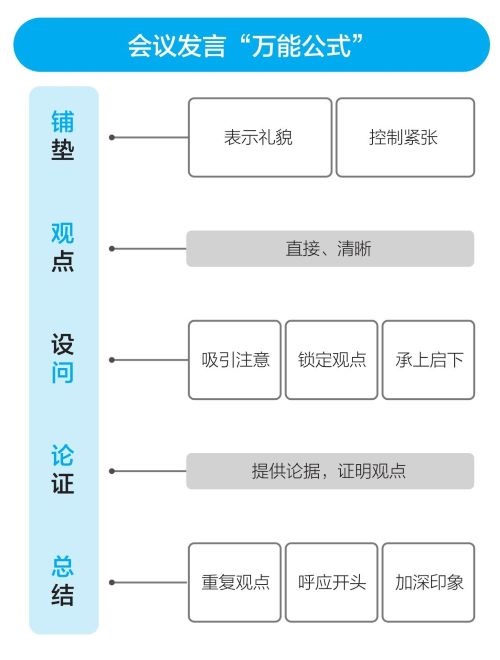 会议发言“万能公式”
铺垫
表示礼貌
控制紧张
观点
直接、清晰
设问
吸引注意
锁定观点
承上启下
论证
提供论据，证明观点
总结
重复观点
呼应开头
加深印象